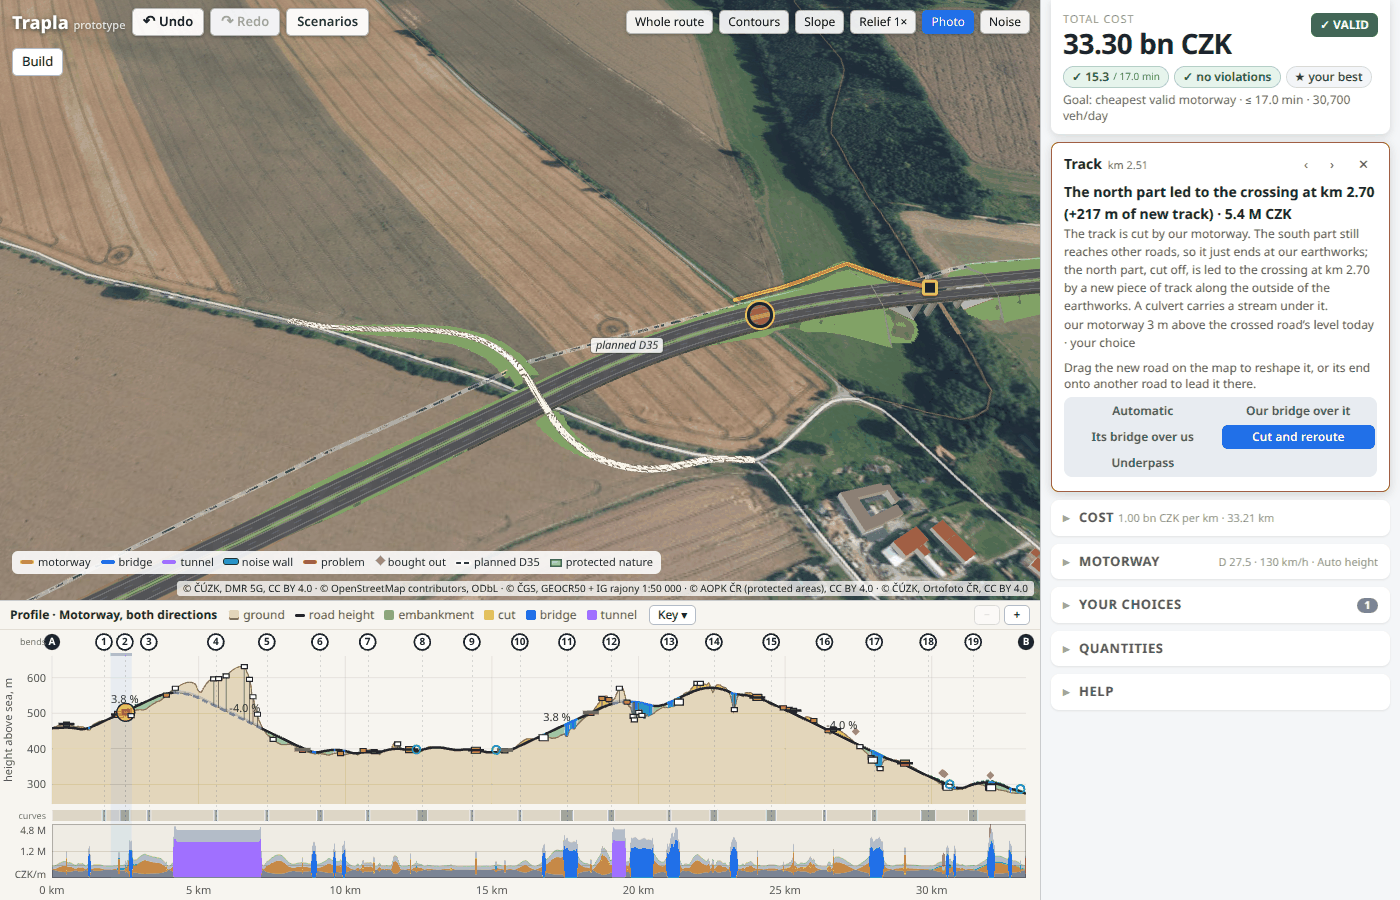 Trapla prototype
↶ Undo
↷ Redo
Scenarios
Whole route
Contours
Slope
Relief 1×
Photo
Noise
Build
planned D35
motorway
bridge
tunnel
noise wall
problem
bought out
planned D35
protected nature
© ČÚZK, DMR 5G, CC BY 4.0 · © OpenStreetMap contributors, ODbL · © ČGS, GEOCR50 + IG rajony 1:50 000 · © AOPK ČR (protected areas), CC BY 4.0 · © ČÚZK, Ortofoto ČR, CC BY 4.0
TOTAL COST
33.30 bn CZK
✓ VALID
✓ 15.3 / 17.0 min
✓ no violations
★ your best
Goal: cheapest valid motorway · ≤ 17.0 min · 30,700
veh/day
Track km 2.51
‹ › ✕
The north part led to the crossing at km 2.70
(+217 m of new track) · 5.4 M CZK
The track is cut by our motorway. The south part still
reaches other roads, so it just ends at our earthworks;
the north part, cut off, is led to the crossing at km 2.70
by a new piece of track along the outside of the
earthworks. A culvert carries a stream under it.
our motorway 3 m above the crossed road's level today
· your choice
Drag the new road on the map to reshape it, or its end
onto another road to lead it there.
Automatic
Our bridge over it
Its bridge over us
Cut and reroute
Underpass
▶ COST 1.00 bn CZK per km · 33.21 km
▶ MOTORWAY D 27.5 · 130 km/h · Auto height
▶ YOUR CHOICES 1
▶ QUANTITIES
▶ HELP
Profile · Motorway, both directions
ground
road height
embankment
cut
bridge
tunnel
Key ▾
− +
bends A 1 2 3 4 5 6 7 8 9 10 11 12 13 14 15 16 17 18 19 B
height above sea, m
600
500
400
300
3.8 %
-4.0 %
3.8 %
-4.0 %
curves
4.8 M
1.2 M
CZK/m
0 km 5 km 10 km 15 km 20 km 25 km 30 km